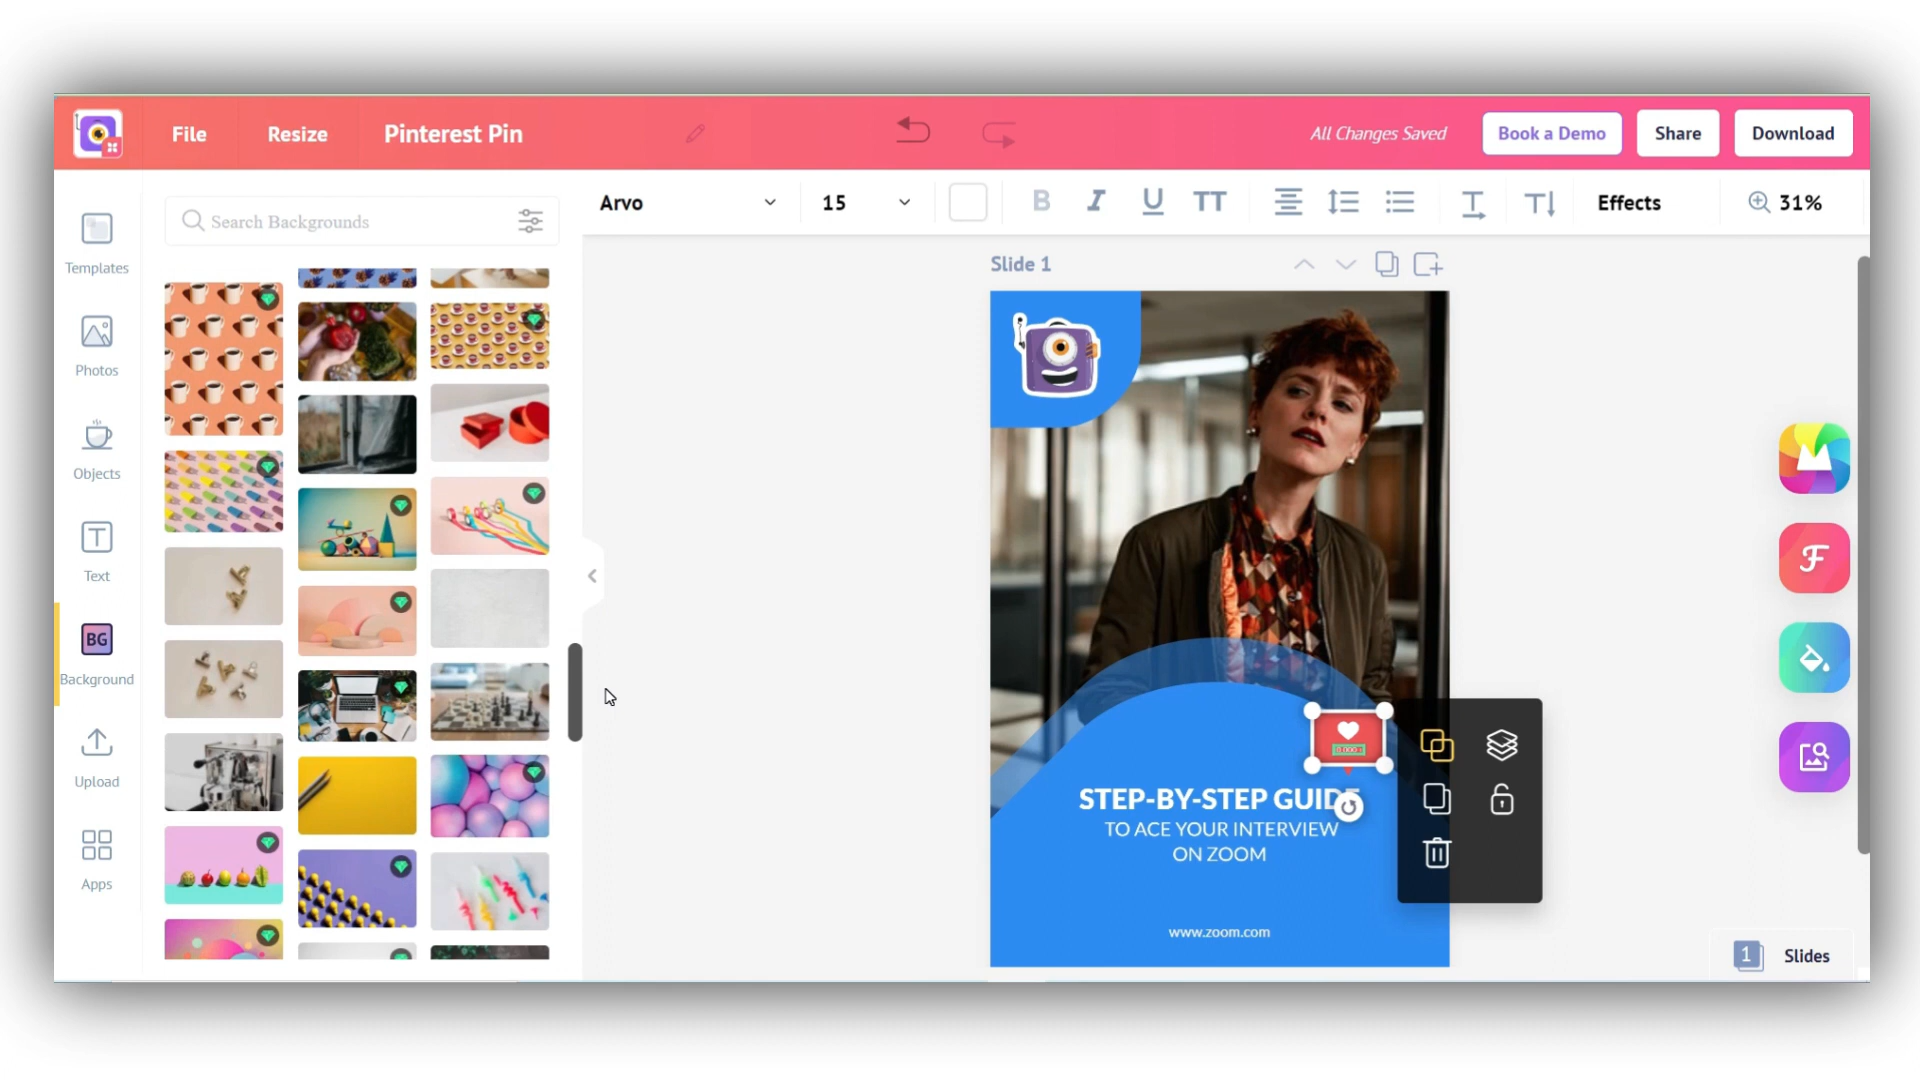 File Resize Pinterest Pin All Changes Saved Book a Demo Share Download
Search Backgrounds
Arvo 15 B I U TT T T Effects 31%
Templates
Photos
Objects
Text
BG
Background
Upload
Apps
Slide 1
STEP-BY-STEP GUIDE
TO ACE YOUR INTERVIEW
ON ZOOM
www.zoom.com
1 Slides